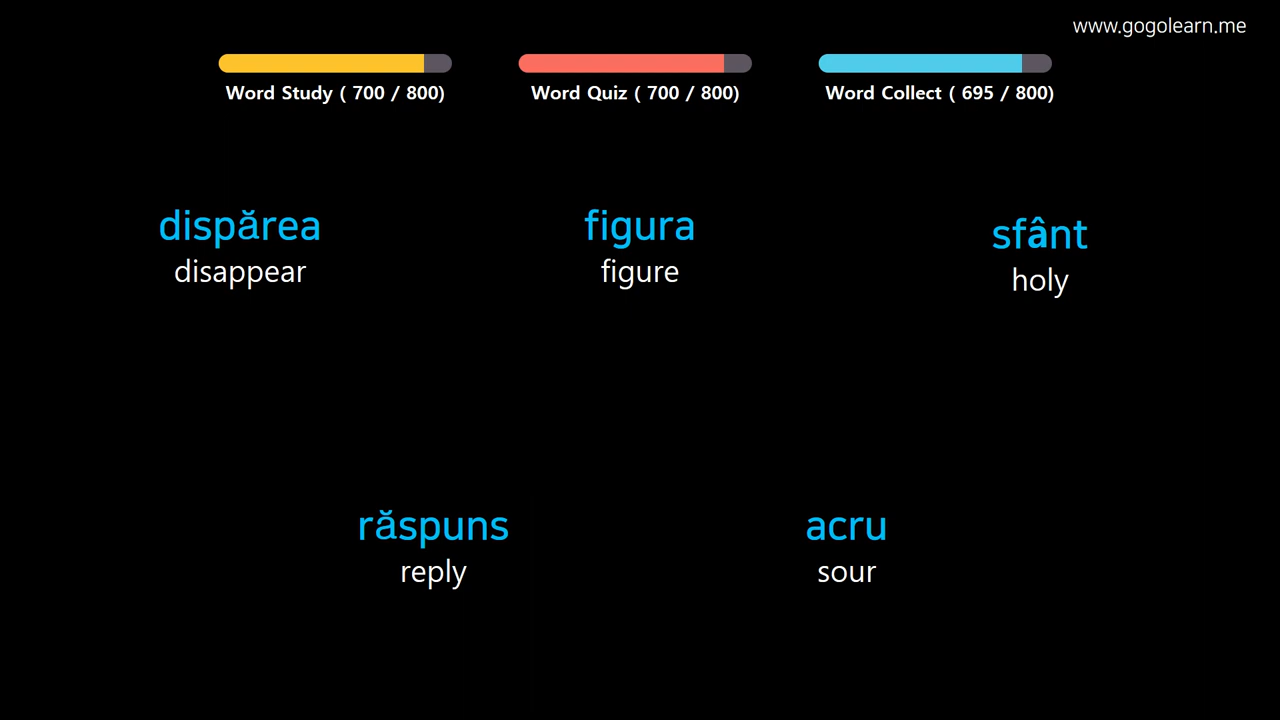 www.gogolearn.me
Word Study ( 700 / 800)
Word Quiz ( 700 / 800)
Word Collect ( 695 / 800)
dispărea
disappear
figura
figure
sfânt
holy
răspuns
reply
acru
sour